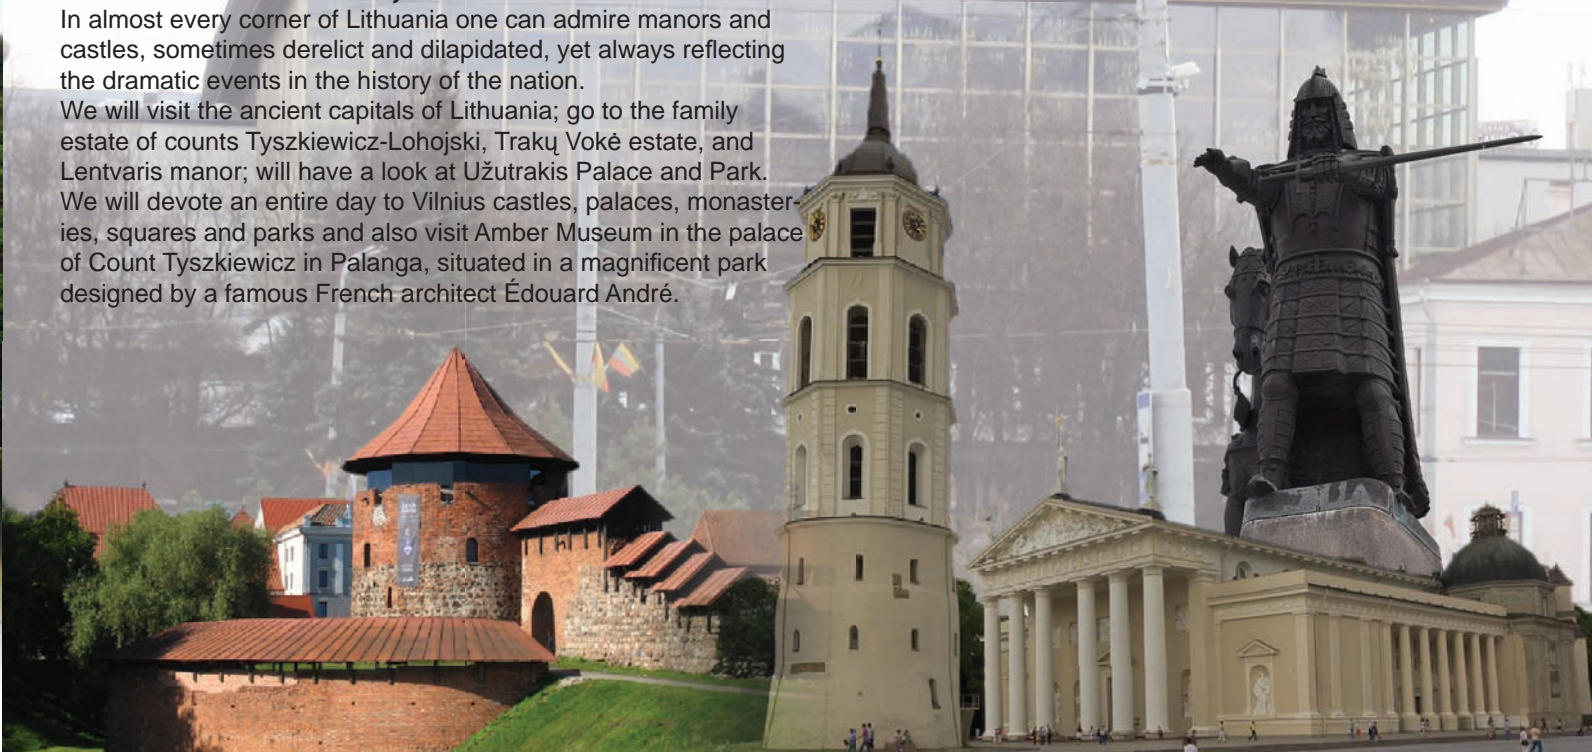 In almost every corner of Lithuania one can admire manors and
castles, sometimes derelict and dilapidated, yet always reflecting
the dramatic events in the history of the nation.
We will visit the ancient capitals of Lithuania; go to the family
estate of counts Tyszkiewicz-Lohojski, Trakų Vokė estate, and
Lentvaris manor; will have a look at Užutrakis Palace and Park.
We will devote an entire day to Vilnius castles, palaces, monaster-
ies, squares and parks and also visit Amber Museum in the palace
of Count Tyszkiewicz in Palanga, situated in a magnificent park
designed by a famous French architect Édouard André.